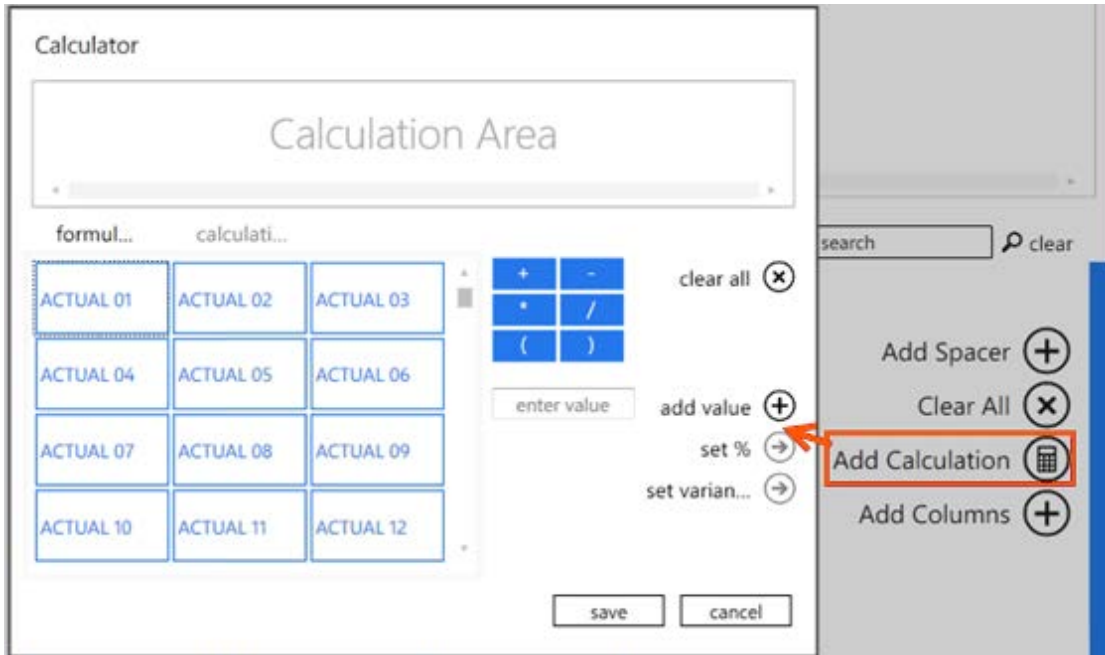 Calculator
Calculation Area
formul...
calculati...
ACTUAL 01
ACTUAL 02
ACTUAL 03
ACTUAL 04
ACTUAL 05
ACTUAL 06
ACTUAL 07
ACTUAL 08
ACTUAL 09
ACTUAL 10
ACTUAL 11
ACTUAL 12
+ -
* /
( )
clear all
enter value
add value
set %
set varian...
save
cancel
search
clear
Add Spacer
Clear All
Add Calculation
Add Columns